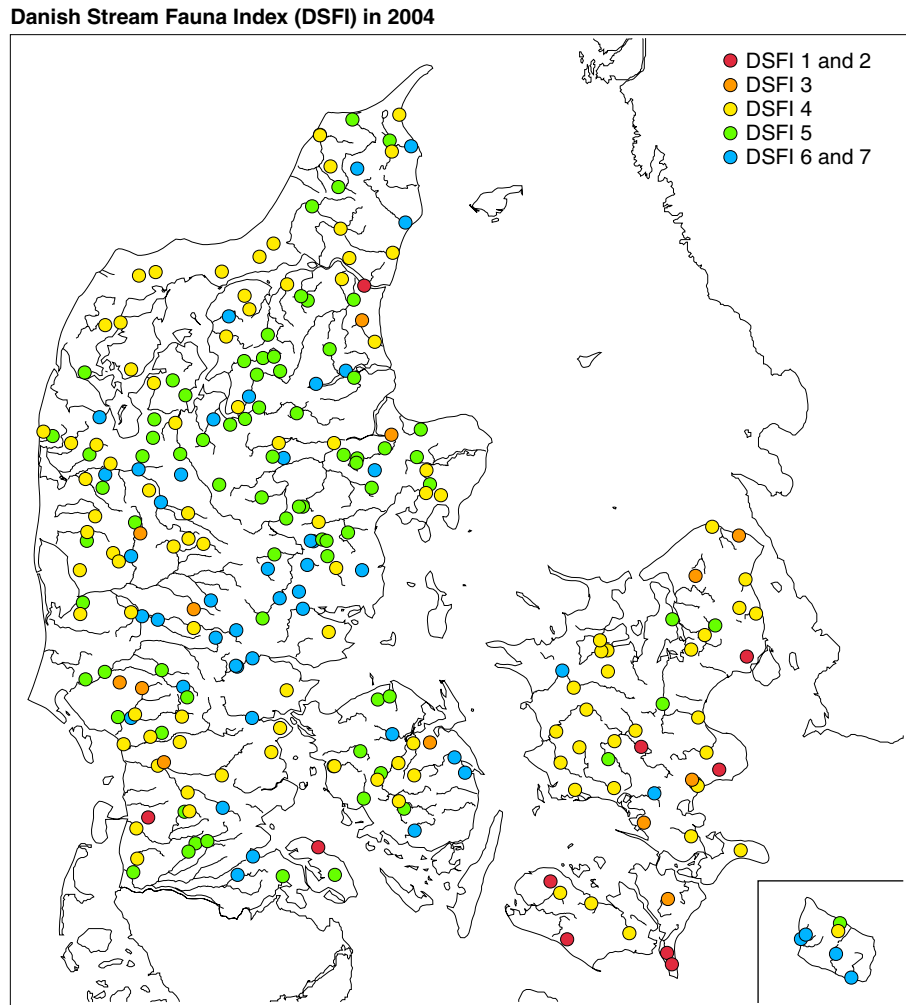 Danish Stream Fauna Index (DSFI) in 2004
DSFI 1 and 2
DSFI 3
DSFI 4
DSFI 5
DSFI 6 and 7